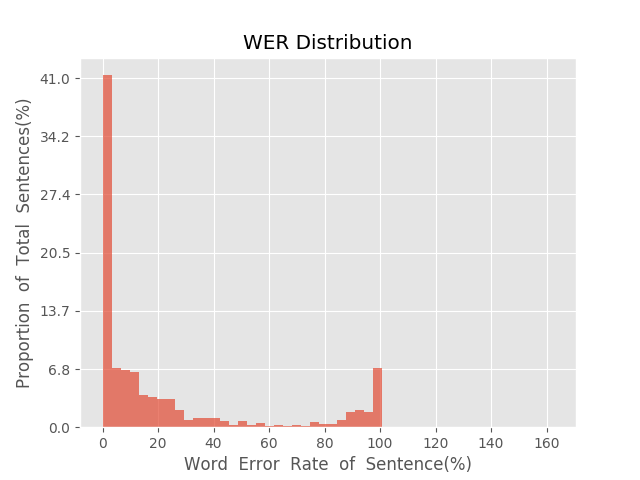 WER Distribution
Proportion of Total Sentences(%)
41.0
34.2
27.4
20.5
13.7
6.8
0.0
0 20 40 60 80 100 120 140 160
Word Error Rate of Sentence(%)